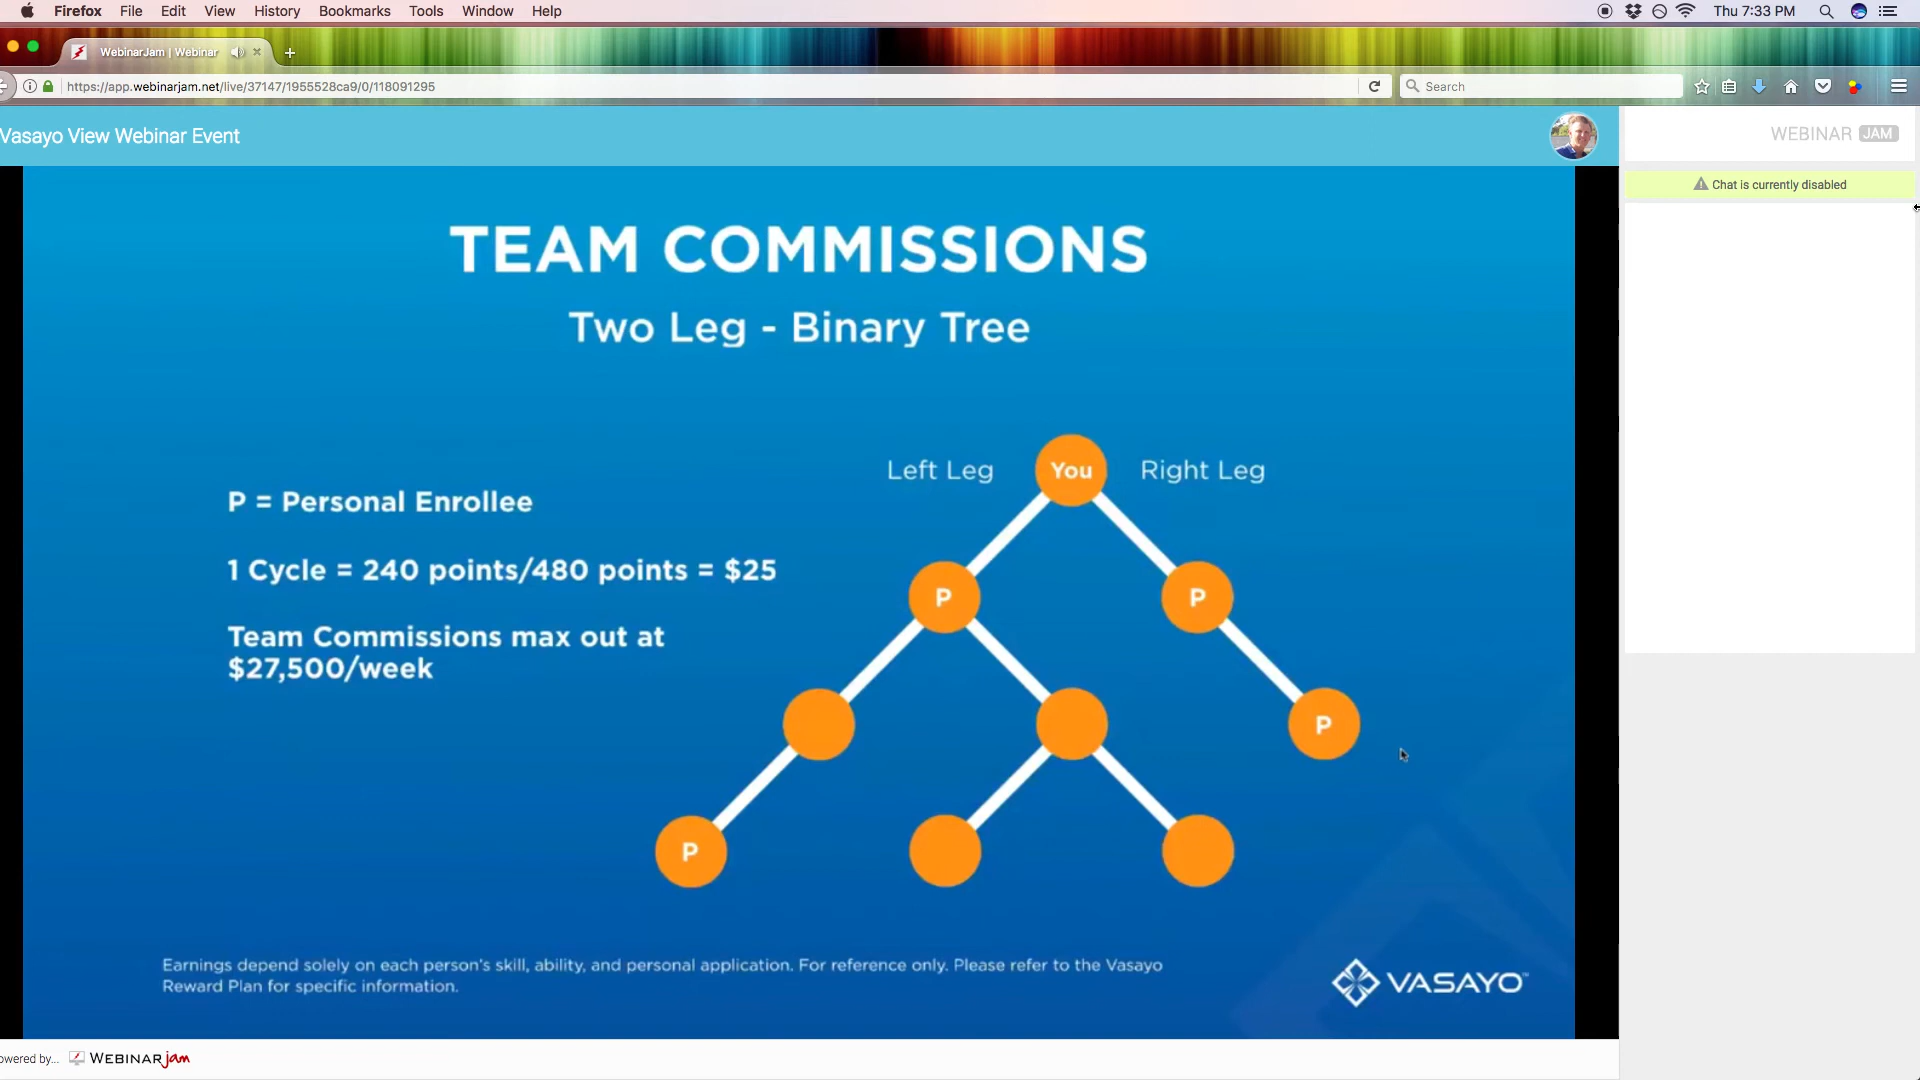 Firefox File Edit View History Bookmarks Tools Window Help Thu 7:33 PM
WebinarJam | Webinar
https://app.webinarjam.net/live/37147/1955528ca9/0/118091295
Search
Vasayo View Webinar Event
WEBINAR JAM
Chat is currently disabled
TEAM COMMISSIONS
Two Leg - Binary Tree
Left Leg You Right Leg
P = Personal Enrollee
1 Cycle = 240 points/480 points = $25
P P
Team Commissions max out at
$27,500/week
P
P
Earnings depend solely on each person's skill, ability, and personal application. For reference only. Please refer to the Vasayo
Reward Plan for specific information.
VASAYO™
owered by... WEBINARjam